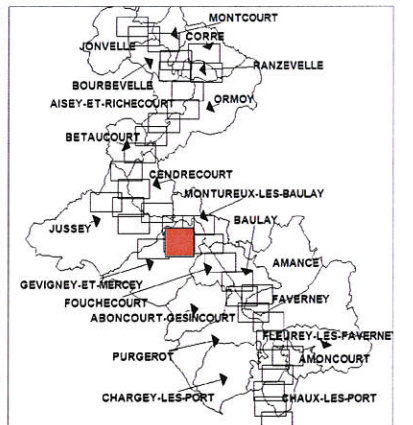 MONTCOURT
CORRE
JONVELLE
RANZEVELLE
BOURBEVELLE
AISEY-ET-RICHECOURT
ORMOY
BETAUCOURT
CENDRECOURT
MONTUREUX-LES-BAULAY
BAULAY
JUSSEY
AMANCE
GEVIGNEY-ET-MERCEY
FOUCHECOURT
FAVERNEY
ABONCOURT-GESINCOURT
FLEUREY-LES-FAVERNEY
PURGEROT
AMONCOURT
CHARGEY-LES-PORT
CHAUX-LES-PORT